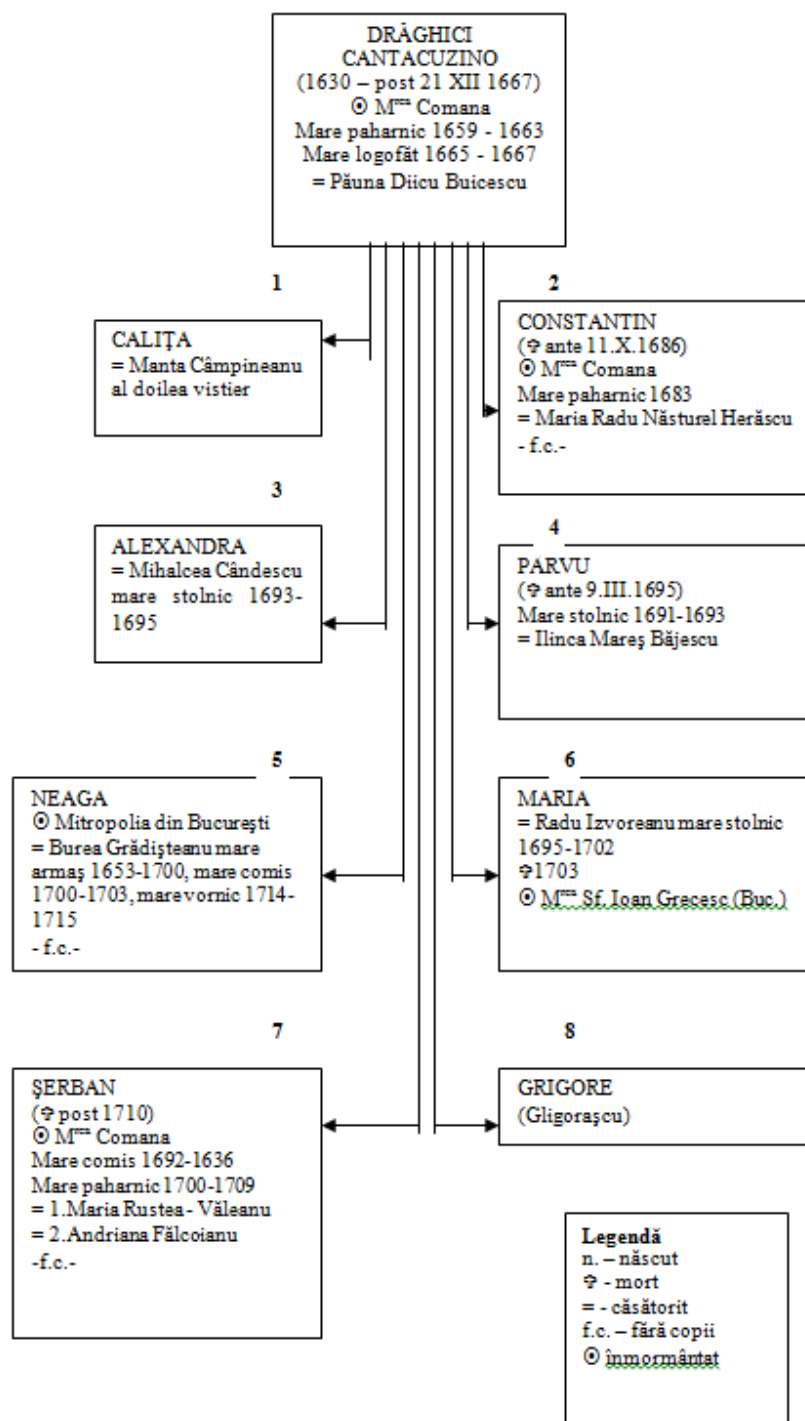 DRĂGHICI
CANTACUZINO
(1630 – post 21 XII 1667)
☉ Mrea Comana
Mare paharnic 1659 - 1663
Mare logofăt 1665 - 1667
= Păuna Diicu Buicescu
1
CALIŢA
= Manta Câmpineanu
al doilea vistier
2
CONSTANTIN
(✞ ante 11.X.1686)
☉ Mrea Comana
Mare paharnic 1683
= Maria Radu Năsturel Herăscu
- f.c.-
3
ALEXANDRA
= Mihalcea Cândescu
mare stolnic 1693-
1695
4
PARVU
(✞ ante 9.III.1695)
Mare stolnic 1691-1693
= Ilinca Mareş Băjescu
5
NEAGA
☉ Mitropolia din Bucureşti
= Burea Grădişteanu mare
armaş 1653-1700, mare comis
1700-1703, mare vornic 1714-
1715
- f.c.-
6
MARIA
= Radu Izvoreanu mare stolnic
1695-1702
✞1703
☉ Mrea Sf. Ioan Grecesc (Buc.)
7
ŞERBAN
(✞ post 1710)
☉ Mrea Comana
Mare comis 1692-1636
Mare paharnic 1700-1709
= 1.Maria Rustea - Văleanu
= 2.Andriana Fălcoianu
-f.c.-
8
GRIGORE
(Gligoraşcu)
Legendă
n. – născut
✞ - mort
= - căsătorit
f.c. – fără copii
☉ înmormântat